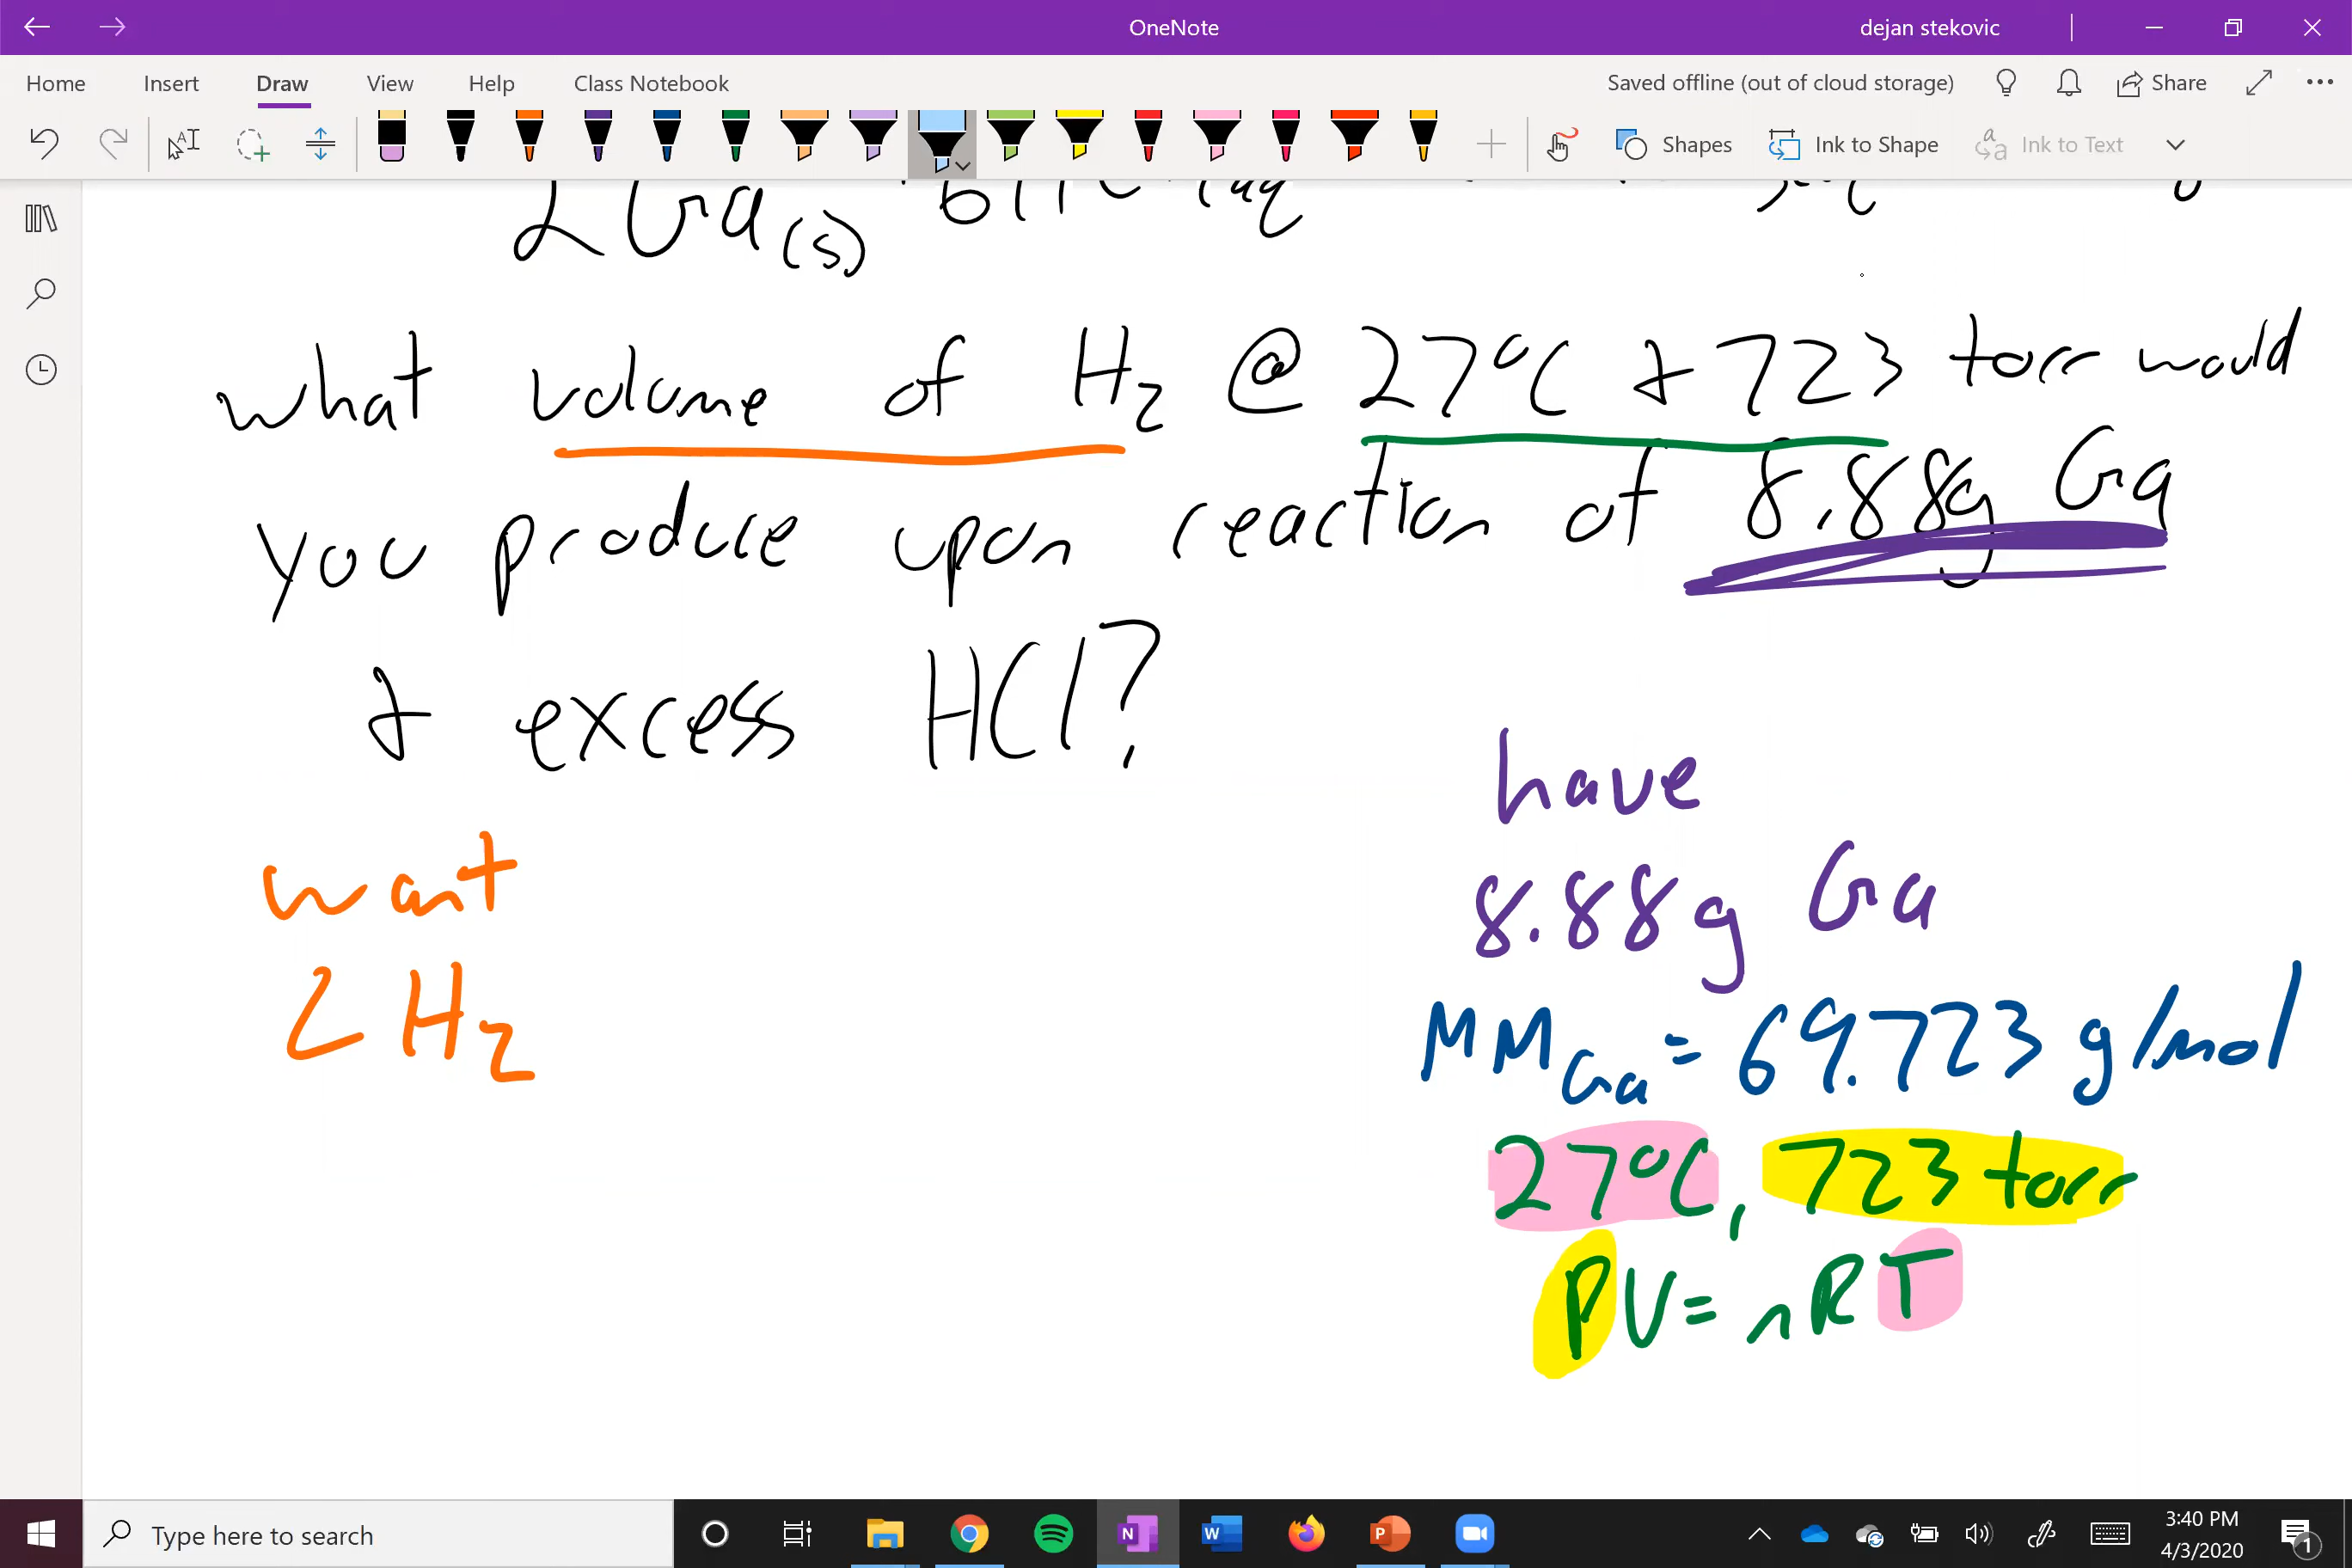 OneNote
dejan stekovic
Home Insert Draw View Help Class Notebook
Saved offline (out of cloud storage) Share
Shapes Ink to Shape Ink to Text
2Ga(s)
what volume of H2 @ 27°C & 723 torr would
you produce upon reaction of 8.88g Ga
& excess HCl?
have
8.88g Ga
MMGa = 69.723 g/mol
27°C, 723 torr
PV = nRT
want
L H2
Type here to search
3:40 PM
4/3/2020
1